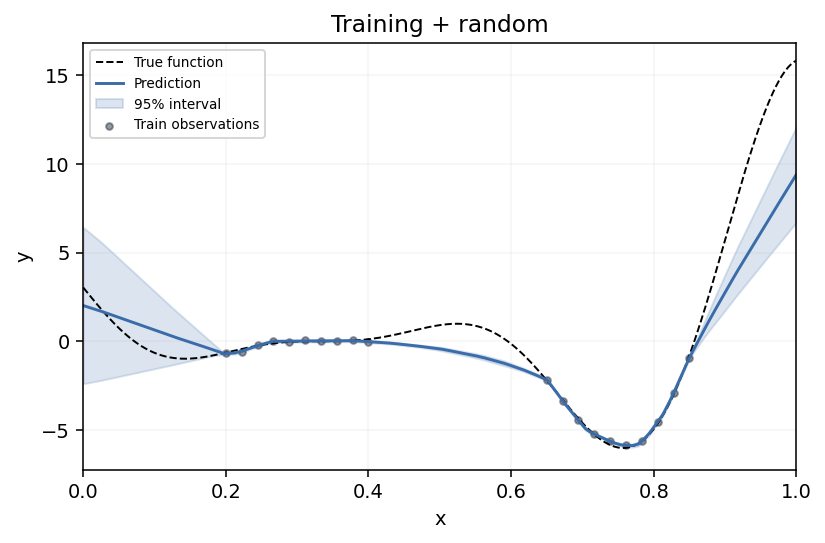 Training + random
True function
Prediction
95% interval
Train observations
15
10
5
0
−5
y
0.0 0.2 0.4 0.6 0.8 1.0
x